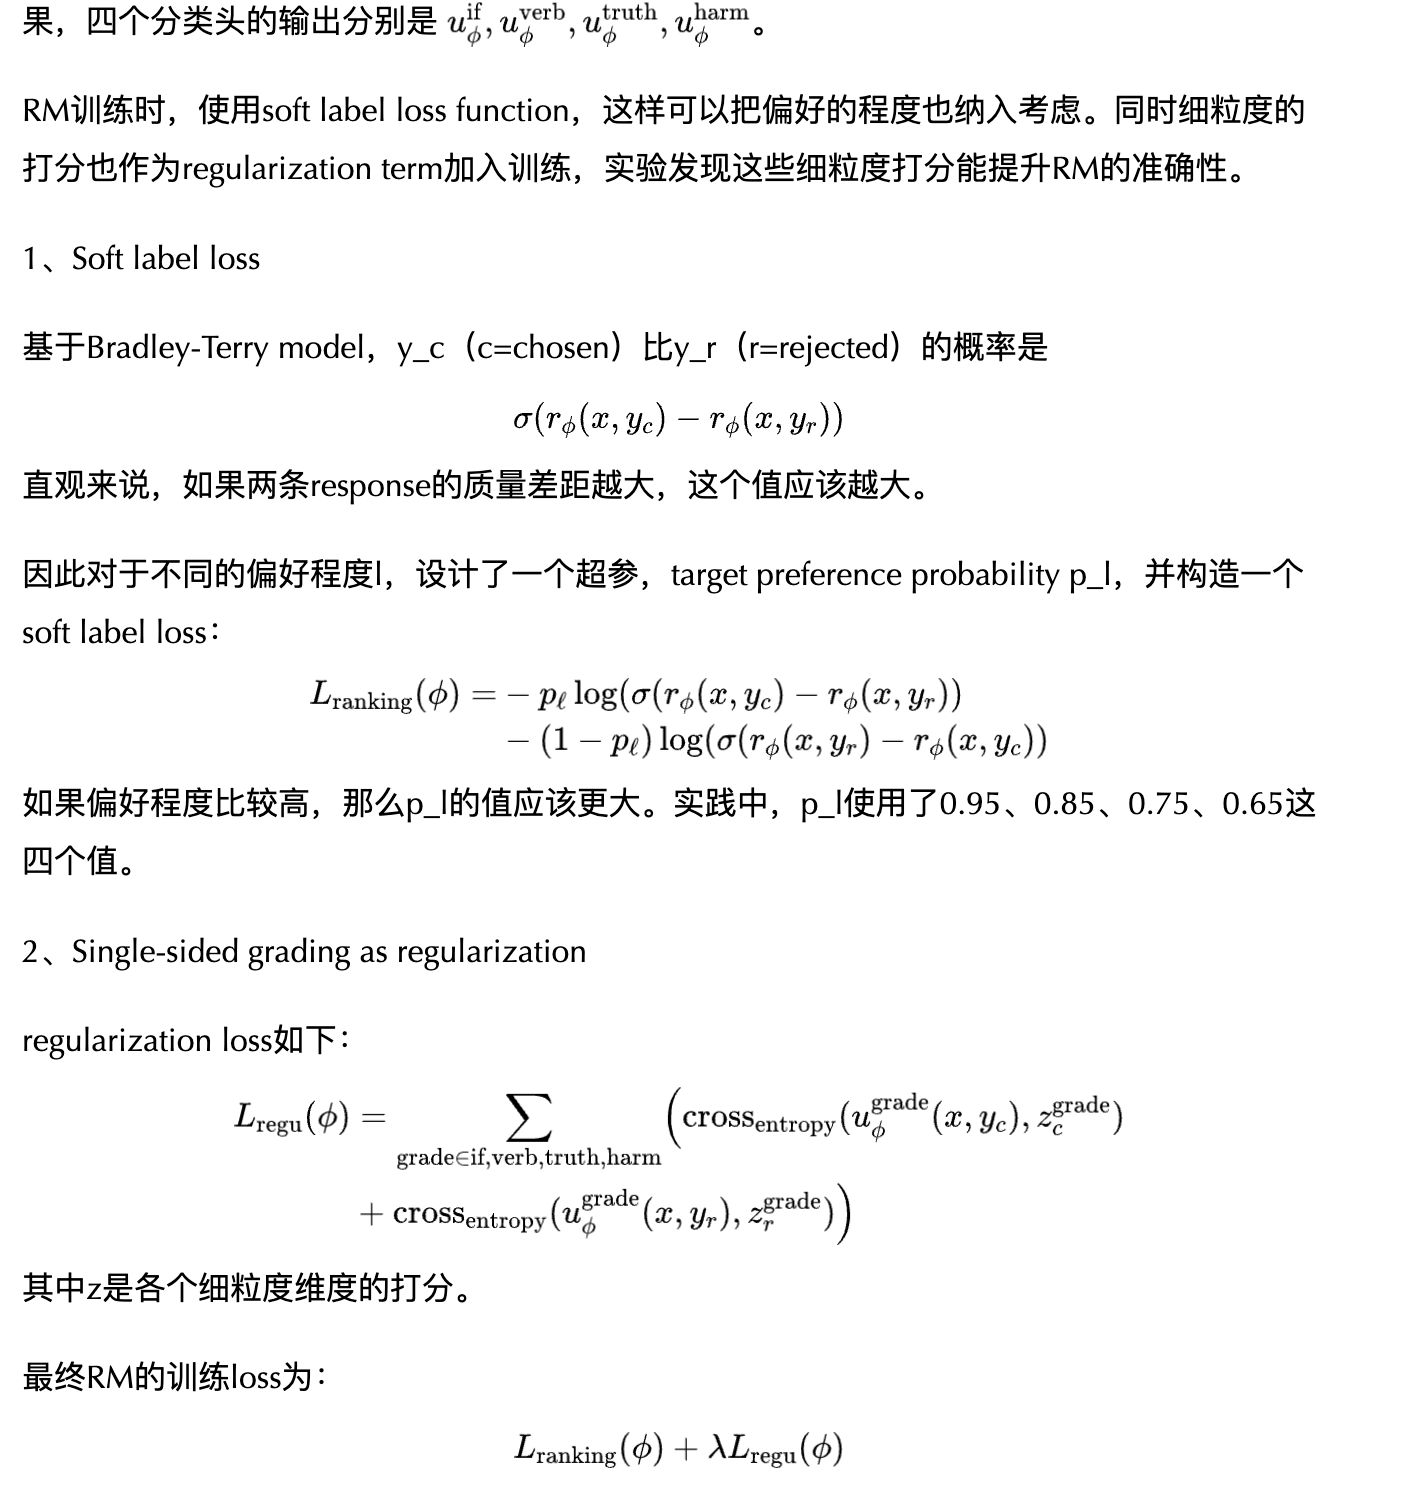 果，四个分类头的输出分别是 $u_\phi^{\text{if}}, u_\phi^{\text{verb}}, u_\phi^{\text{truth}}, u_\phi^{\text{harm}}$。
RM训练时，使用soft label loss function，这样可以把偏好的程度也纳入考虑。同时细粒度的
打分也作为regularization term加入训练，实验发现这些细粒度打分能提升RM的准确性。
1、Soft label loss
基于Bradley-Terry model，y_c（c=chosen）比y_r（r=rejected）的概率是
$\sigma(r_\phi(x, y_c) - r_\phi(x, y_r))$
直观来说，如果两条response的质量差距越大，这个值应该越大。
因此对于不同的偏好程度l，设计了一个超参，target preference probability p_l，并构造一个
soft label loss：
$L_{\text{ranking}}(\phi) = - p_\ell \log(\sigma(r_\phi(x, y_c) - r_\phi(x, y_r))$
$- (1 - p_\ell) \log(\sigma(r_\phi(x, y_r) - r_\phi(x, y_c))$
如果偏好程度比较高，那么p_l的值应该更大。实践中，p_l使用了0.95、0.85、0.75、0.65这
四个值。
2、Single-sided grading as regularization
regularization loss如下：
$L_{\text{regu}}(\phi) = \sum_{\text{grade} \in \text{if,verb,truth,harm}} \Big( \text{cross}_{\text{entropy}}(u_\phi^{\text{grade}}(x, y_c), z_c^{\text{grade}})$
$+ \text{cross}_{\text{entropy}}(u_\phi^{\text{grade}}(x, y_r), z_r^{\text{grade}}) \Big)$
其中z是各个细粒度维度的打分。
最终RM的训练loss为：
$L_{\text{ranking}}(\phi) + \lambda L_{\text{regu}}(\phi)$